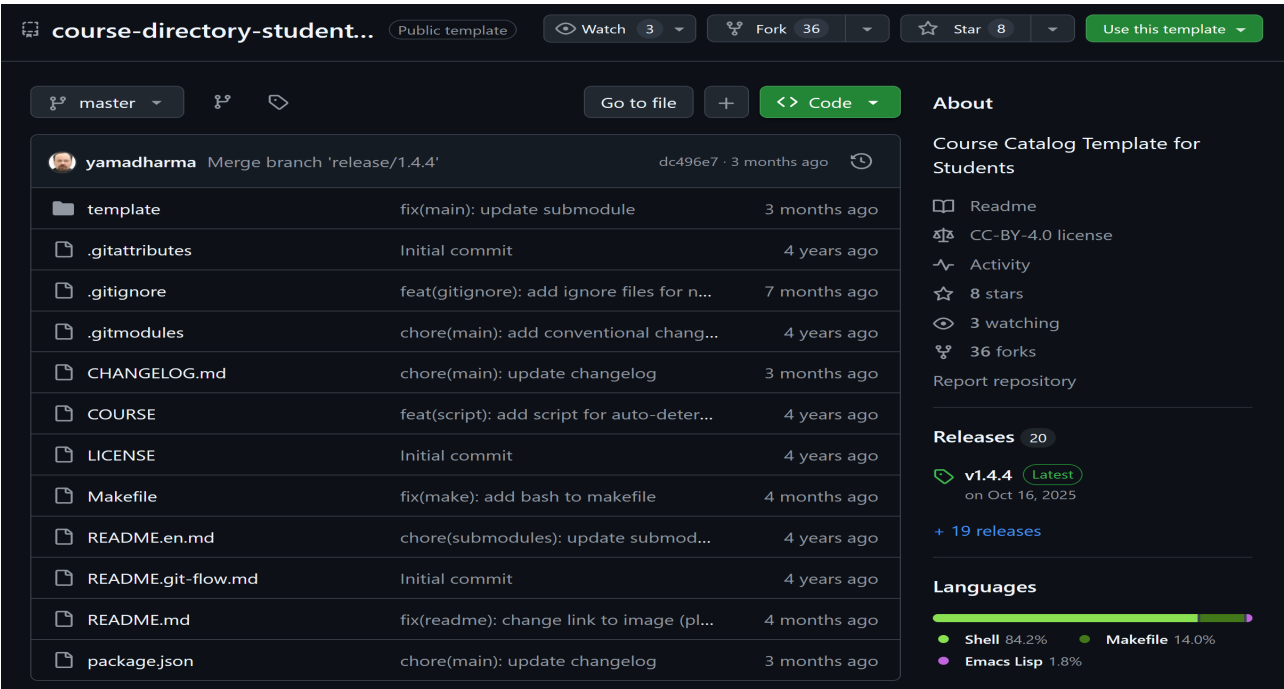 course-directory-student... Public template Watch 3 Fork 36 Star 8 Use this template
master Go to file + <> Code
yamadharma Merge branch 'release/1.4.4' dc496e7 · 3 months ago
template fix(main): update submodule 3 months ago
.gitattributes Initial commit 4 years ago
.gitignore feat(gitignore): add ignore files for n... 7 months ago
.gitmodules chore(main): add conventional chang... 4 years ago
CHANGELOG.md chore(main): update changelog 3 months ago
COURSE feat(script): add script for auto-deter... 4 years ago
LICENSE Initial commit 4 years ago
Makefile fix(make): add bash to makefile 4 months ago
README.en.md chore(submodules): update submod... 4 years ago
README.git-flow.md Initial commit 4 years ago
README.md fix(readme): change link to image (pl... 4 months ago
package.json chore(main): update changelog 3 months ago
About
Course Catalog Template for
Students
Readme
CC-BY-4.0 license
Activity
8 stars
3 watching
36 forks
Report repository
Releases 20
v1.4.4 Latest
on Oct 16, 2025
+ 19 releases
Languages
Shell 84.2% Makefile 14.0%
Emacs Lisp 1.8%